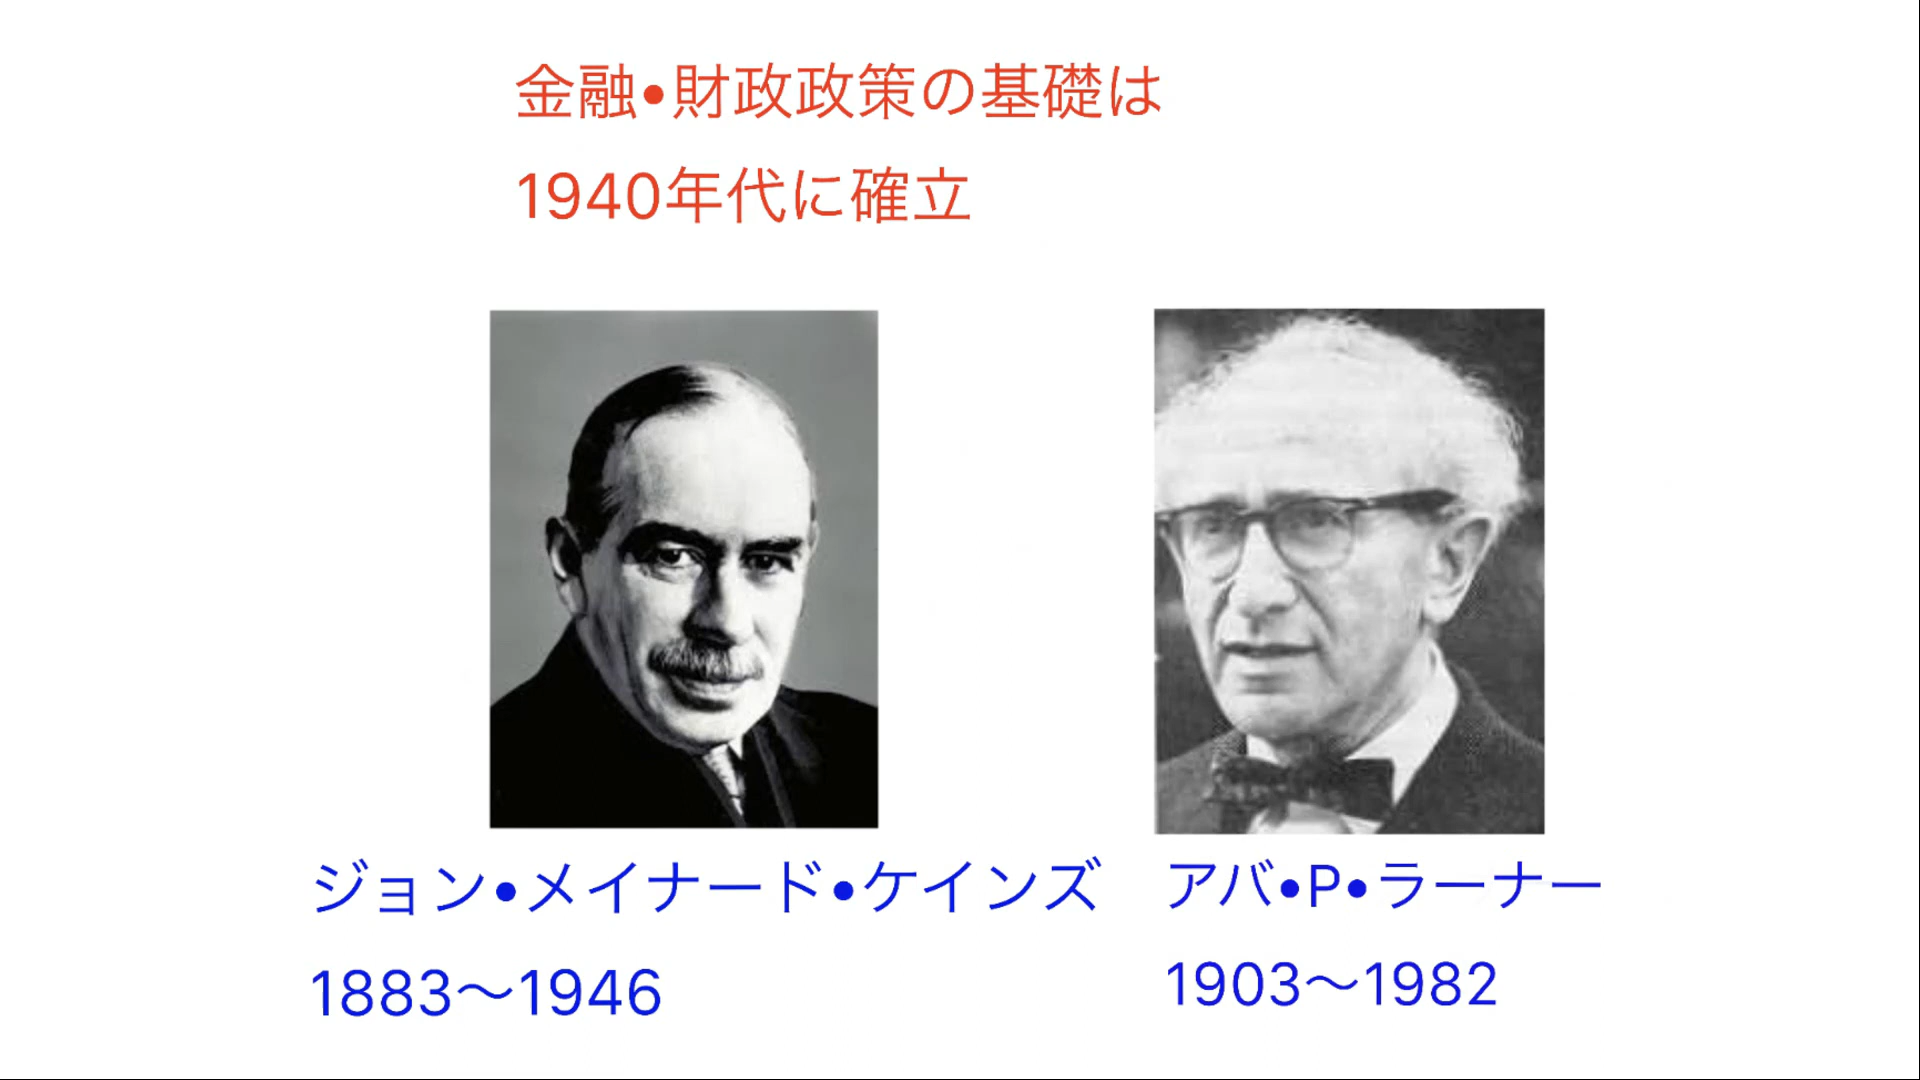 金融•財政政策の基礎は
1940年代に確立
ジョン•メイナード•ケインズ
1883〜1946
アバ•P•ラーナー
1903〜1982